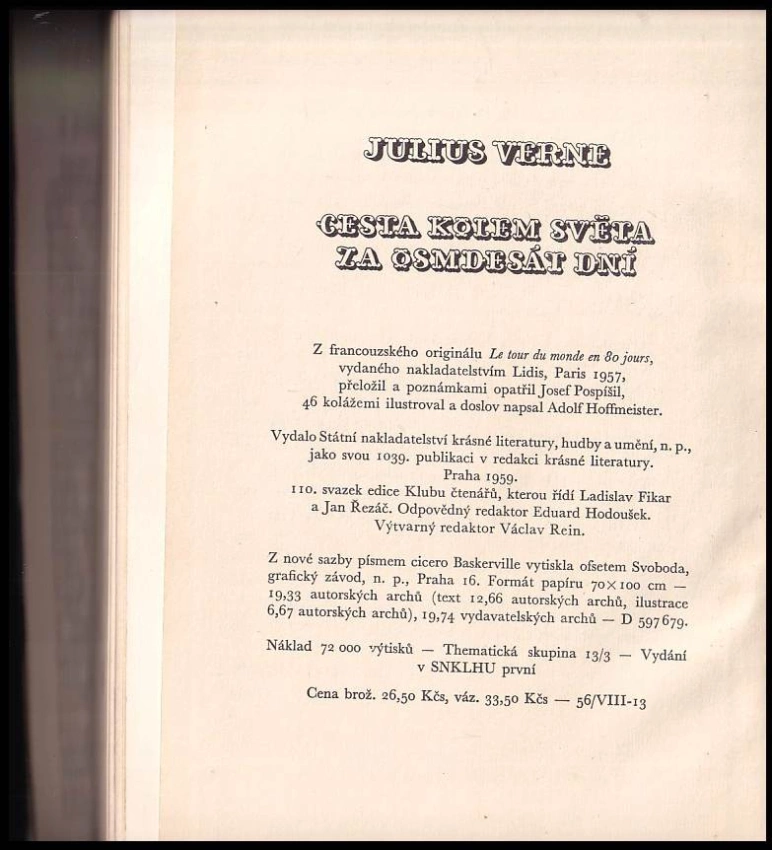 JULIUS VERNE
CESTA KOLEM SVĚTA
ZA OSMDESÁT DNÍ
Z francouzského originálu Le tour du monde en 80 jours,
vydaného nakladatelstvím Lidis, Paris 1957,
přeložil a poznámkami opatřil Josef Pospíšil,
46 kolážemi ilustroval a doslov napsal Adolf Hoffmeister.
Vydalo Státní nakladatelství krásné literatury, hudby a umění, n. p.,
jako svou 1039. publikaci v redakci krásné literatury.
Praha 1959.
110. svazek edice Klubu čtenářů, kterou řídí Ladislav Fikar
a Jan Řezáč. Odpovědný redaktor Eduard Hodoušek.
Výtvarný redaktor Václav Rein.
Z nové sazby písmem cicero Baskerville vytiskla ofsetem Svoboda,
grafický závod, n. p., Praha 16. Formát papíru 70×100 cm —
19,33 autorských archů (text 12,66 autorských archů, ilustrace
6,67 autorských archů), 19,74 vydavatelských archů — D 597679.
Náklad 72 000 výtisků — Thematická skupina 13/3 — Vydání
v SNKLHU první
Cena brož. 26,50 Kčs, váz. 33,50 Kčs — 56/VIII-13